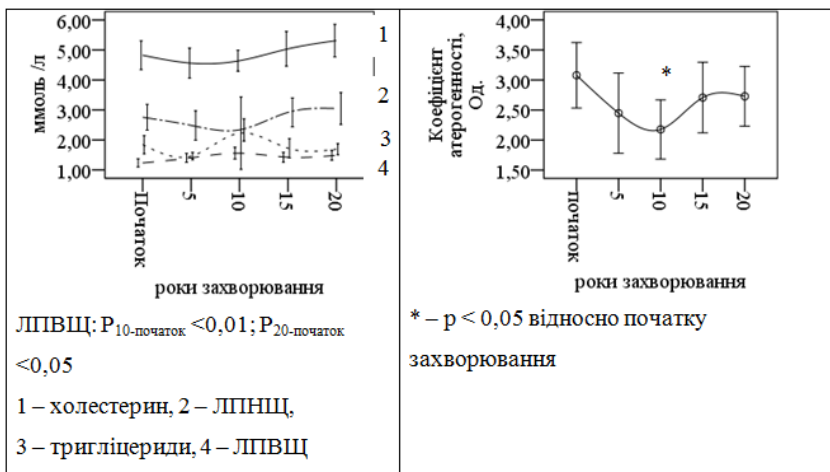 6,00
5,00
4,00
3,00
2,00
1,00
ммоль /л
1
2
3
4
Початок
5
10
15
20
роки захворювання
ЛПВЩ: P10-початок <0,01; P20-початок
<0,05
1 – холестерин, 2 – ЛПНЩ,
3 – тригліцериди, 4 – ЛПВЩ
4,00
3,50
3,00
2,50
2,00
1,50
Коефіцієнт
атерогенності,
Од.
*
початок
5
10
15
20
роки захворювання
* – p < 0,05 відносно початку
захворювання